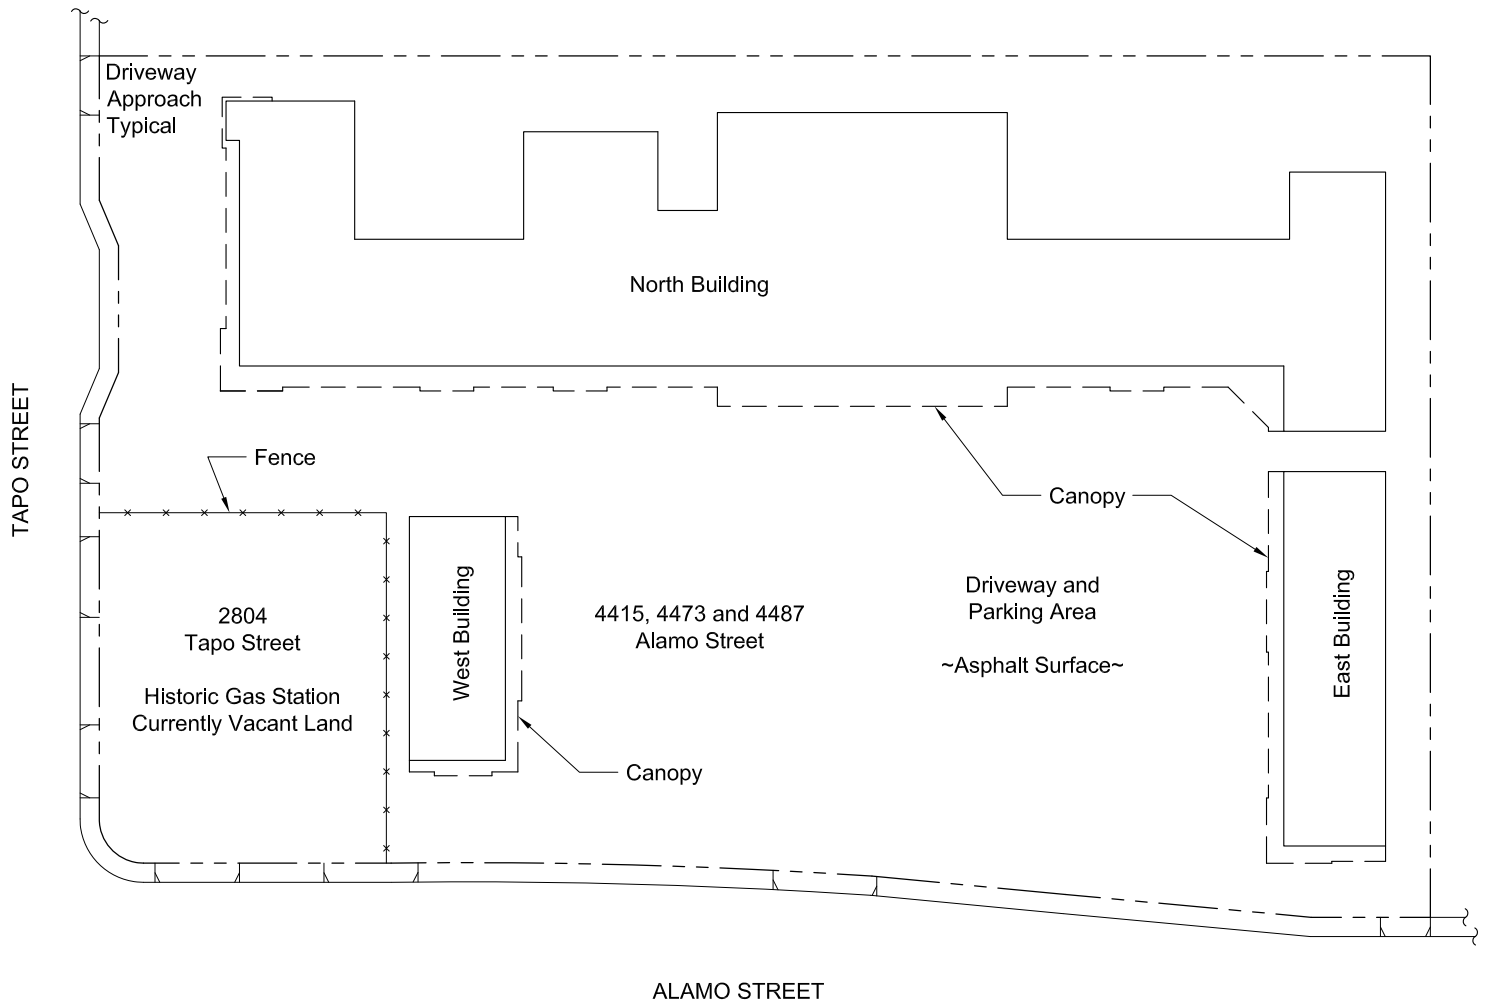 Driveway
Approach
Typical
North Building
TAPO STREET
Fence
Canopy
2804
Tapo Street
Historic Gas Station
Currently Vacant Land
West Building
4415, 4473 and 4487
Alamo Street
Driveway and
Parking Area
~Asphalt Surface~
East Building
Canopy
ALAMO STREET